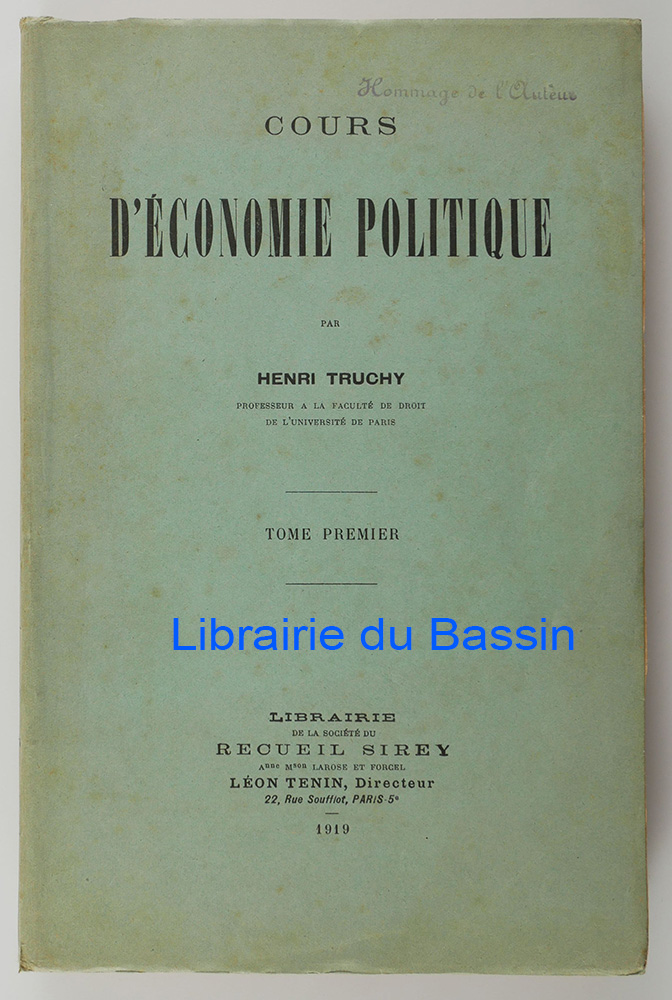 Hommage de l'Auteur
COURS
D'ÉCONOMIE POLITIQUE
PAR
HENRI TRUCHY
PROFESSEUR A LA FACULTÉ DE DROIT
DE L'UNIVERSITÉ DE PARIS
TOME PREMIER
Librairie du Bassin
LIBRAIRIE
DE LA SOCIÉTÉ DU
RECUEIL SIREY
Anne Mson LAROSE ET FORCEL
LÉON TENIN, Directeur
22, Rue Soufflot, PARIS-5e
1919